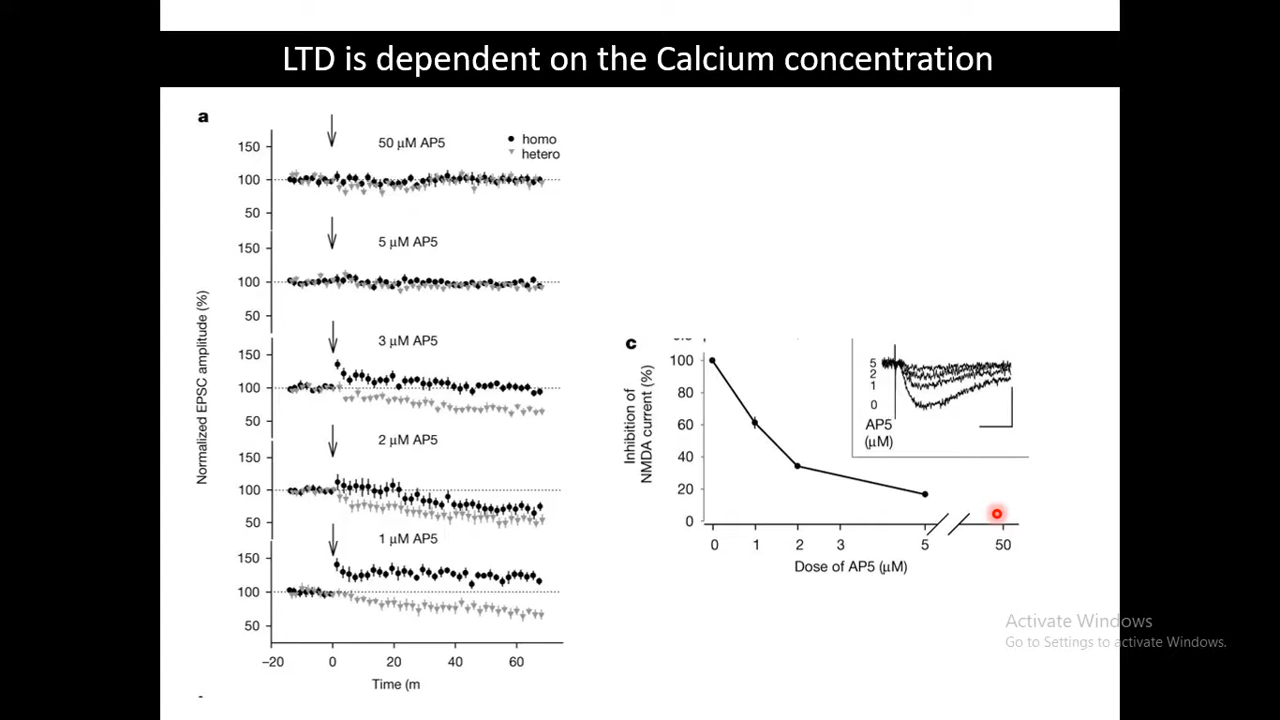 LTD is dependent on the Calcium concentration
a
50 μM AP5
homo
hetero
150
100
50
5 μM AP5
150
100
50
3 μM AP5
150
100
50
2 μM AP5
150
100
50
1 μM AP5
150
100
50
Normalized EPSC amplitude (%)
−20
0
20
40
60
Time (m
c
Inhibition of
NMDA current (%)
100
80
60
40
20
0
0
1
2
3
5
50
Dose of AP5 (μM)
5
2
1
0
AP5
(μM)
Activate Windows
Go to Settings to activate Windows.